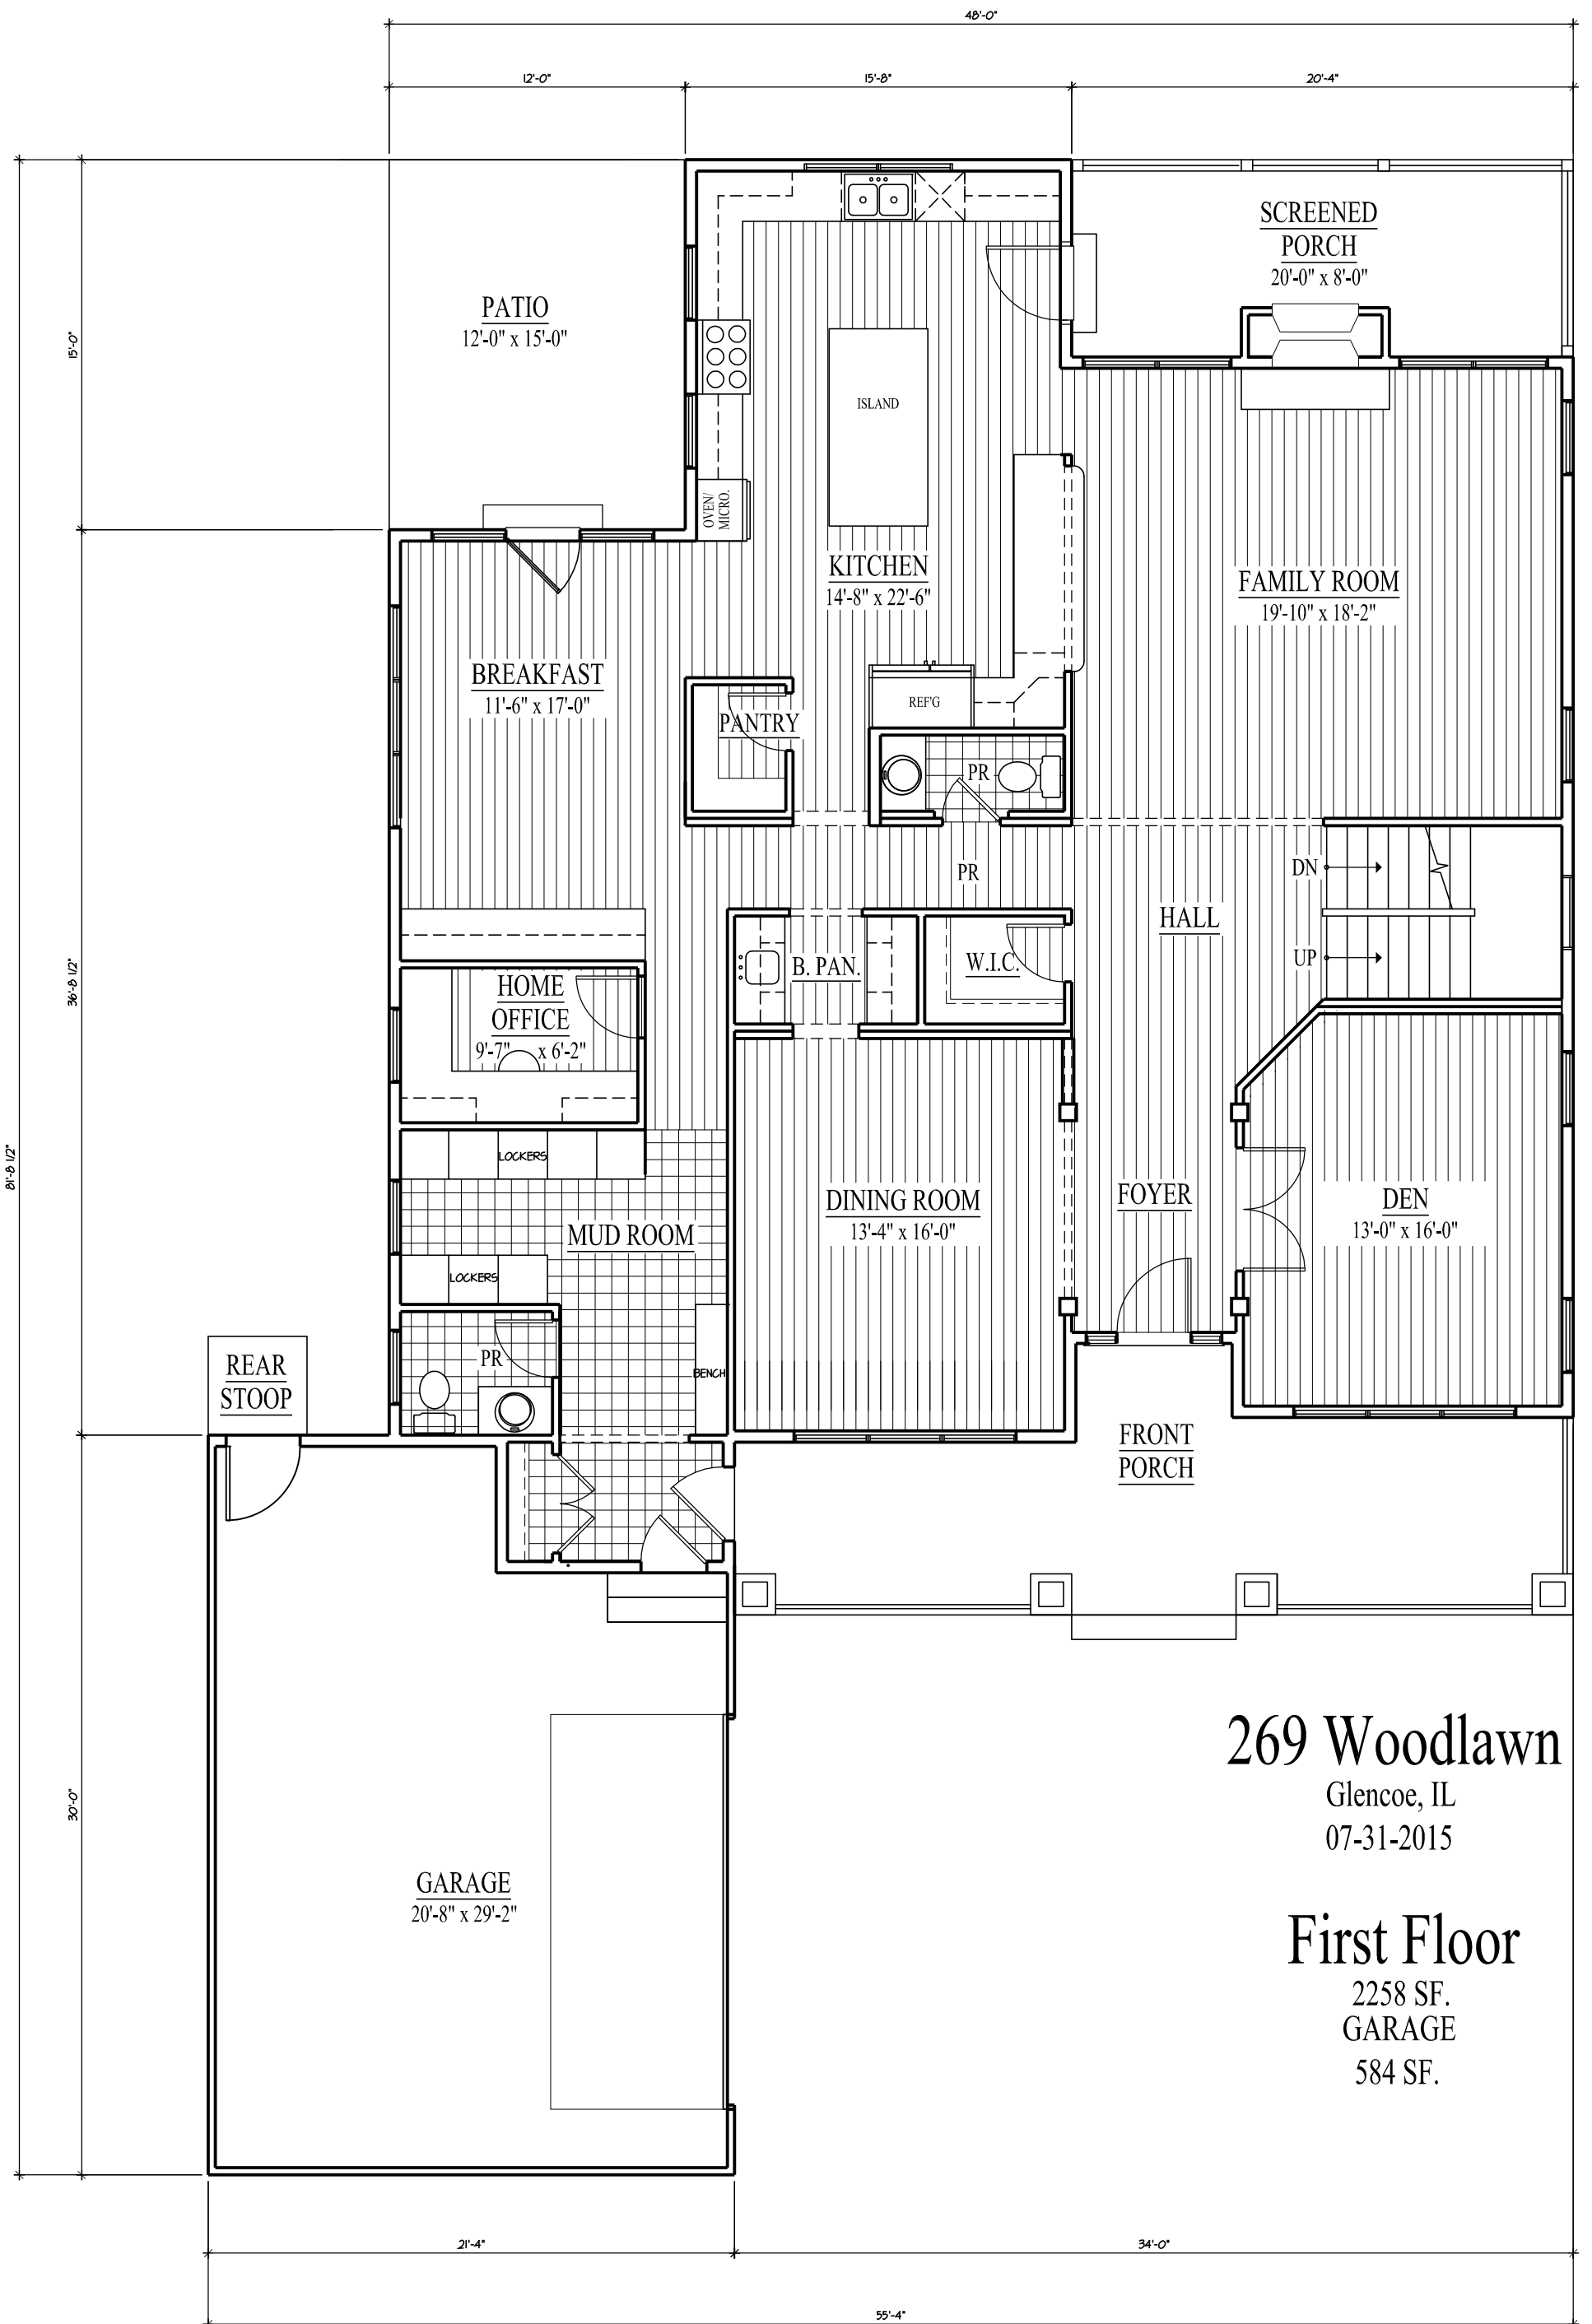 48'-0"
12'-0"
15'-8"
20'-4"
SCREENED
PORCH
20'-0" x 8'-0"
PATIO
12'-0" x 15'-0"
15'-0"
ISLAND
OVEN/
MICRO.
KITCHEN
14'-8" x 22'-6"
FAMILY ROOM
19'-10" x 18'-2"
BREAKFAST
11'-6" x 17'-0"
REF'G
PANTRY
PR
PR
DN
HALL
UP
B. PAN.
W.I.C.
36'-8 1/2"
HOME
OFFICE
9'-7" x 6'-2"
81'-8 1/2"
LOCKERS
MUD ROOM
DINING ROOM
13'-4" x 16'-0"
FOYER
DEN
13'-0" x 16'-0"
LOCKERS
PR
BENCH
REAR
STOOP
FRONT
PORCH
30'-0"
269 Woodlawn
Glencoe, IL
07-31-2015
GARAGE
20'-8" x 29'-2"
First Floor
2258 SF.
GARAGE
584 SF.
21'-4"
34'-0"
55'-4"